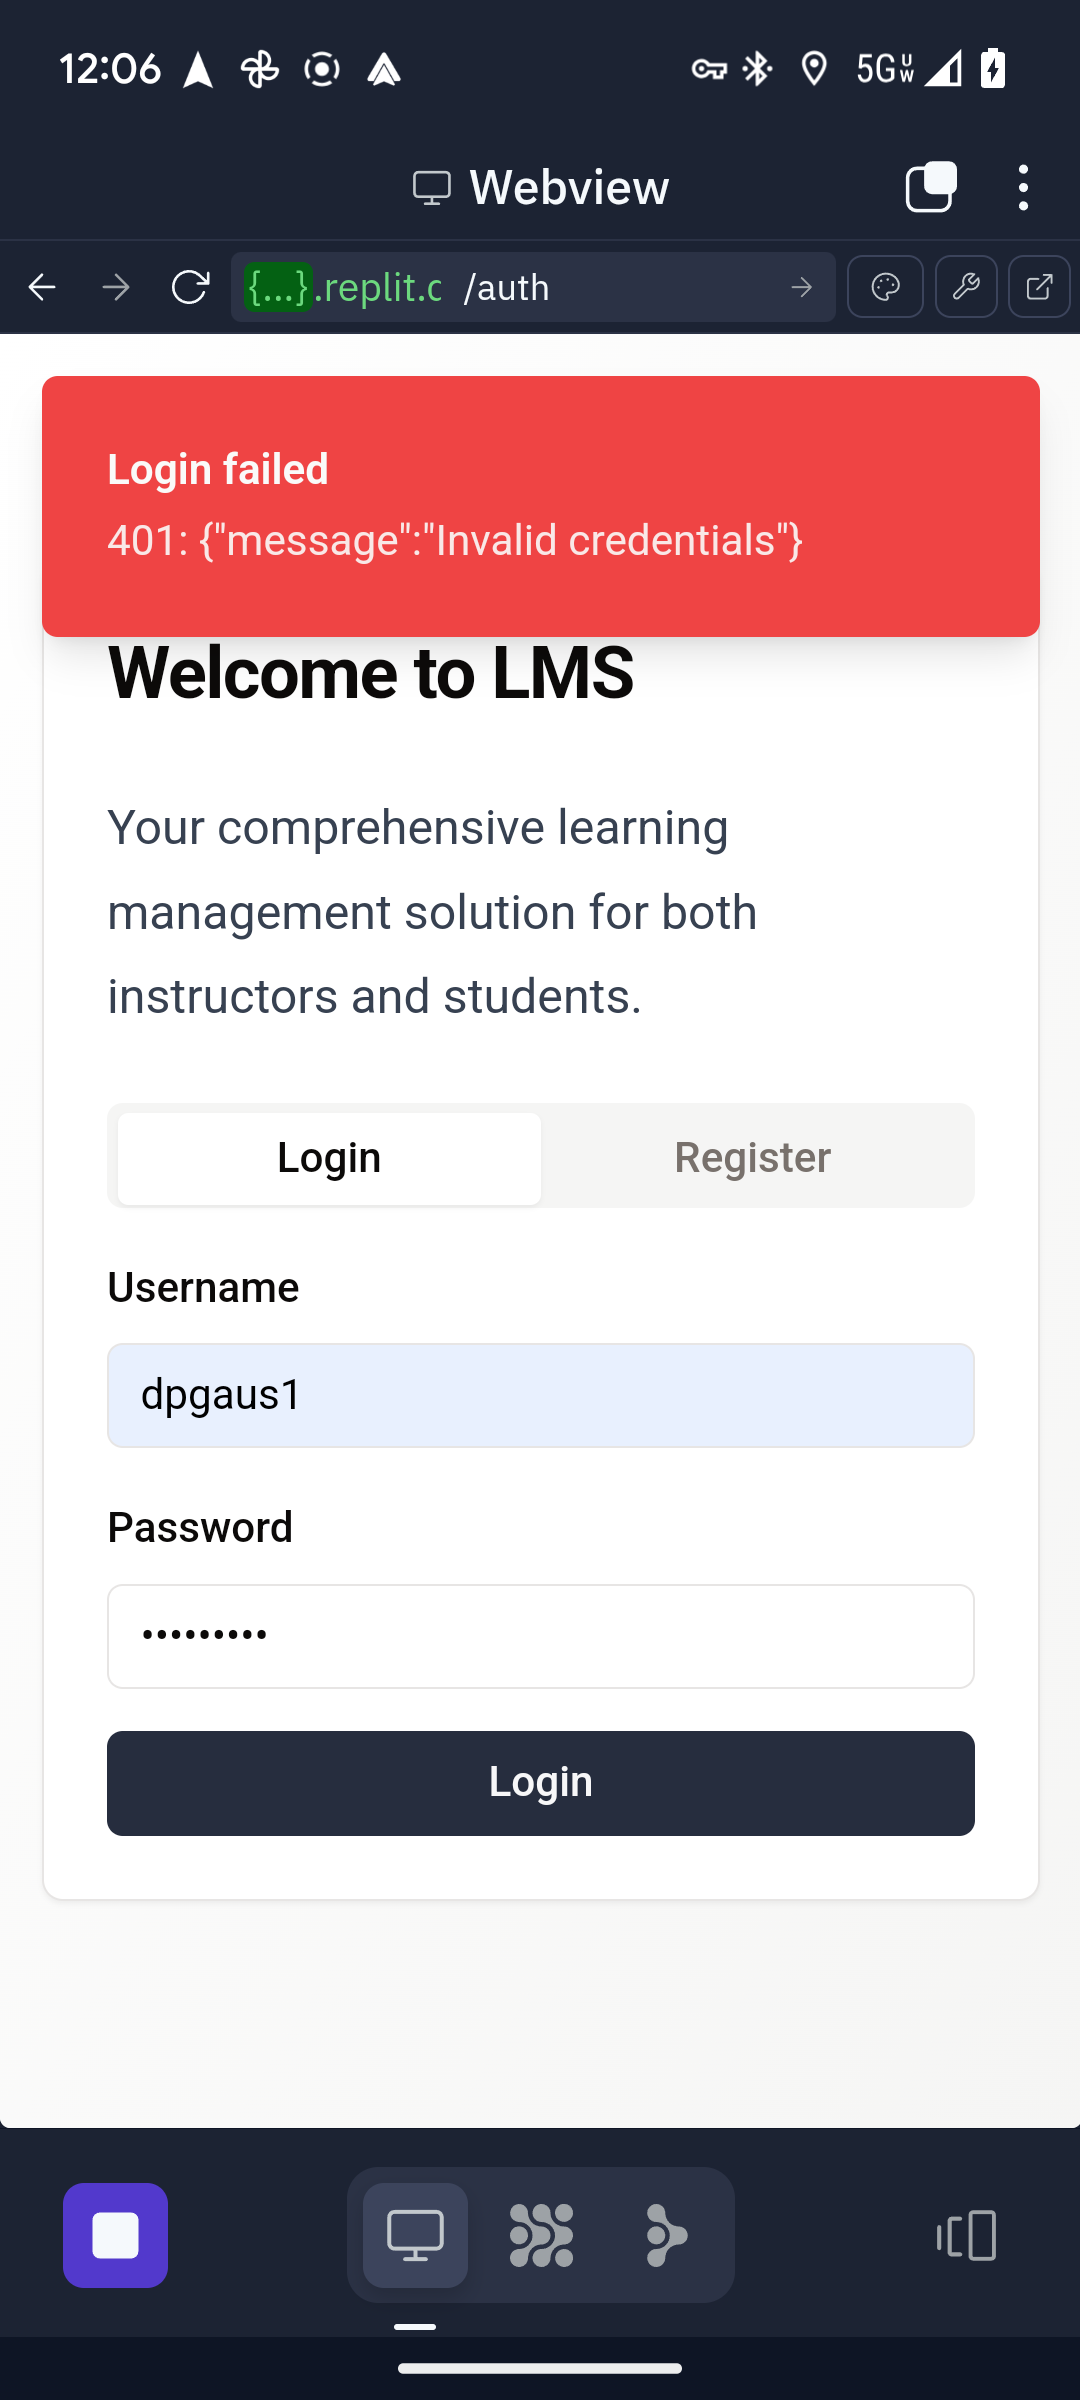 12:06
5G UW
Webview
{...}.replit.c /auth
Login failed
401: {"message":"Invalid credentials"}
Welcome to LMS
Your comprehensive learning
management solution for both
instructors and students.
Login
Register
Username
dpgaus1
Password
•••••••••
Login